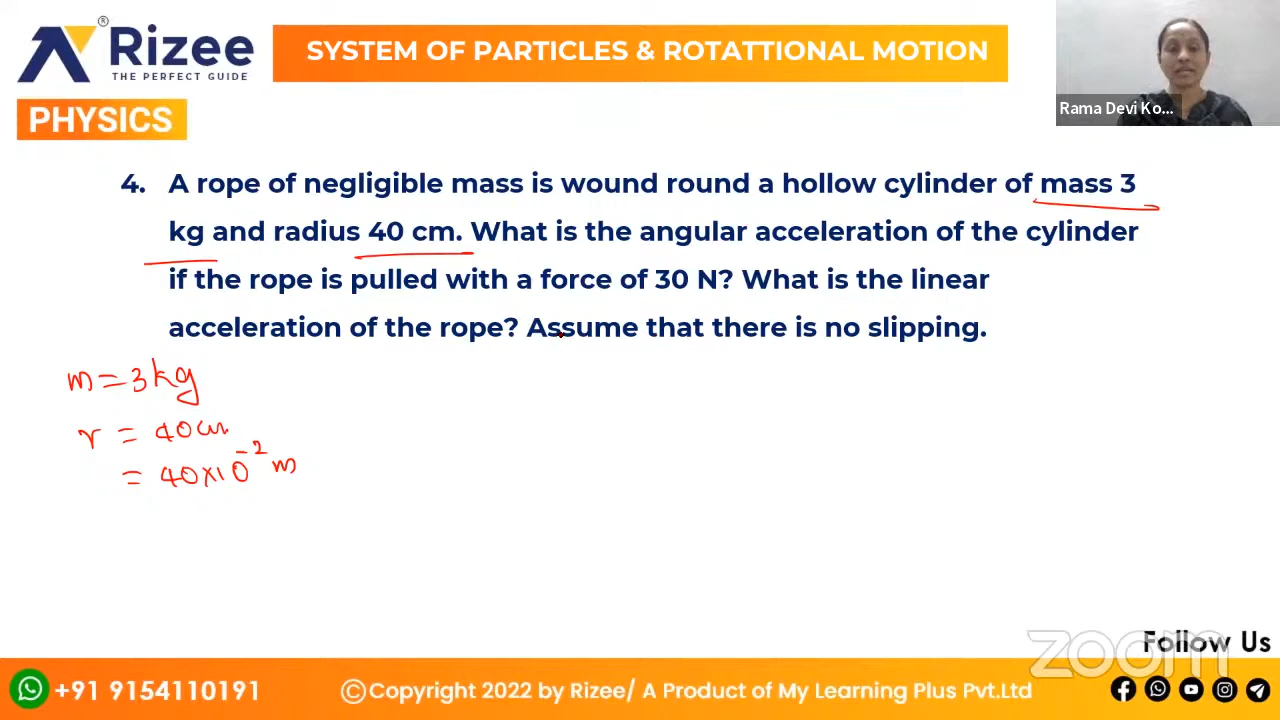 Rizee®
THE PERFECT GUIDE
SYSTEM OF PARTICLES & ROTATTIONAL MOTION
Rama Devi Ko...
PHYSICS
4. A rope of negligible mass is wound round a hollow cylinder of mass 3
kg and radius 40 cm. What is the angular acceleration of the cylinder
if the rope is pulled with a force of 30 N? What is the linear
acceleration of the rope? Assume that there is no slipping.
m = 3 kg
r = 40 cm
= 40×10⁻² m
Follow Us
zoom
+91 9154110191
©Copyright 2022 by Rizee/ A Product of My Learning Plus Pvt.Ltd